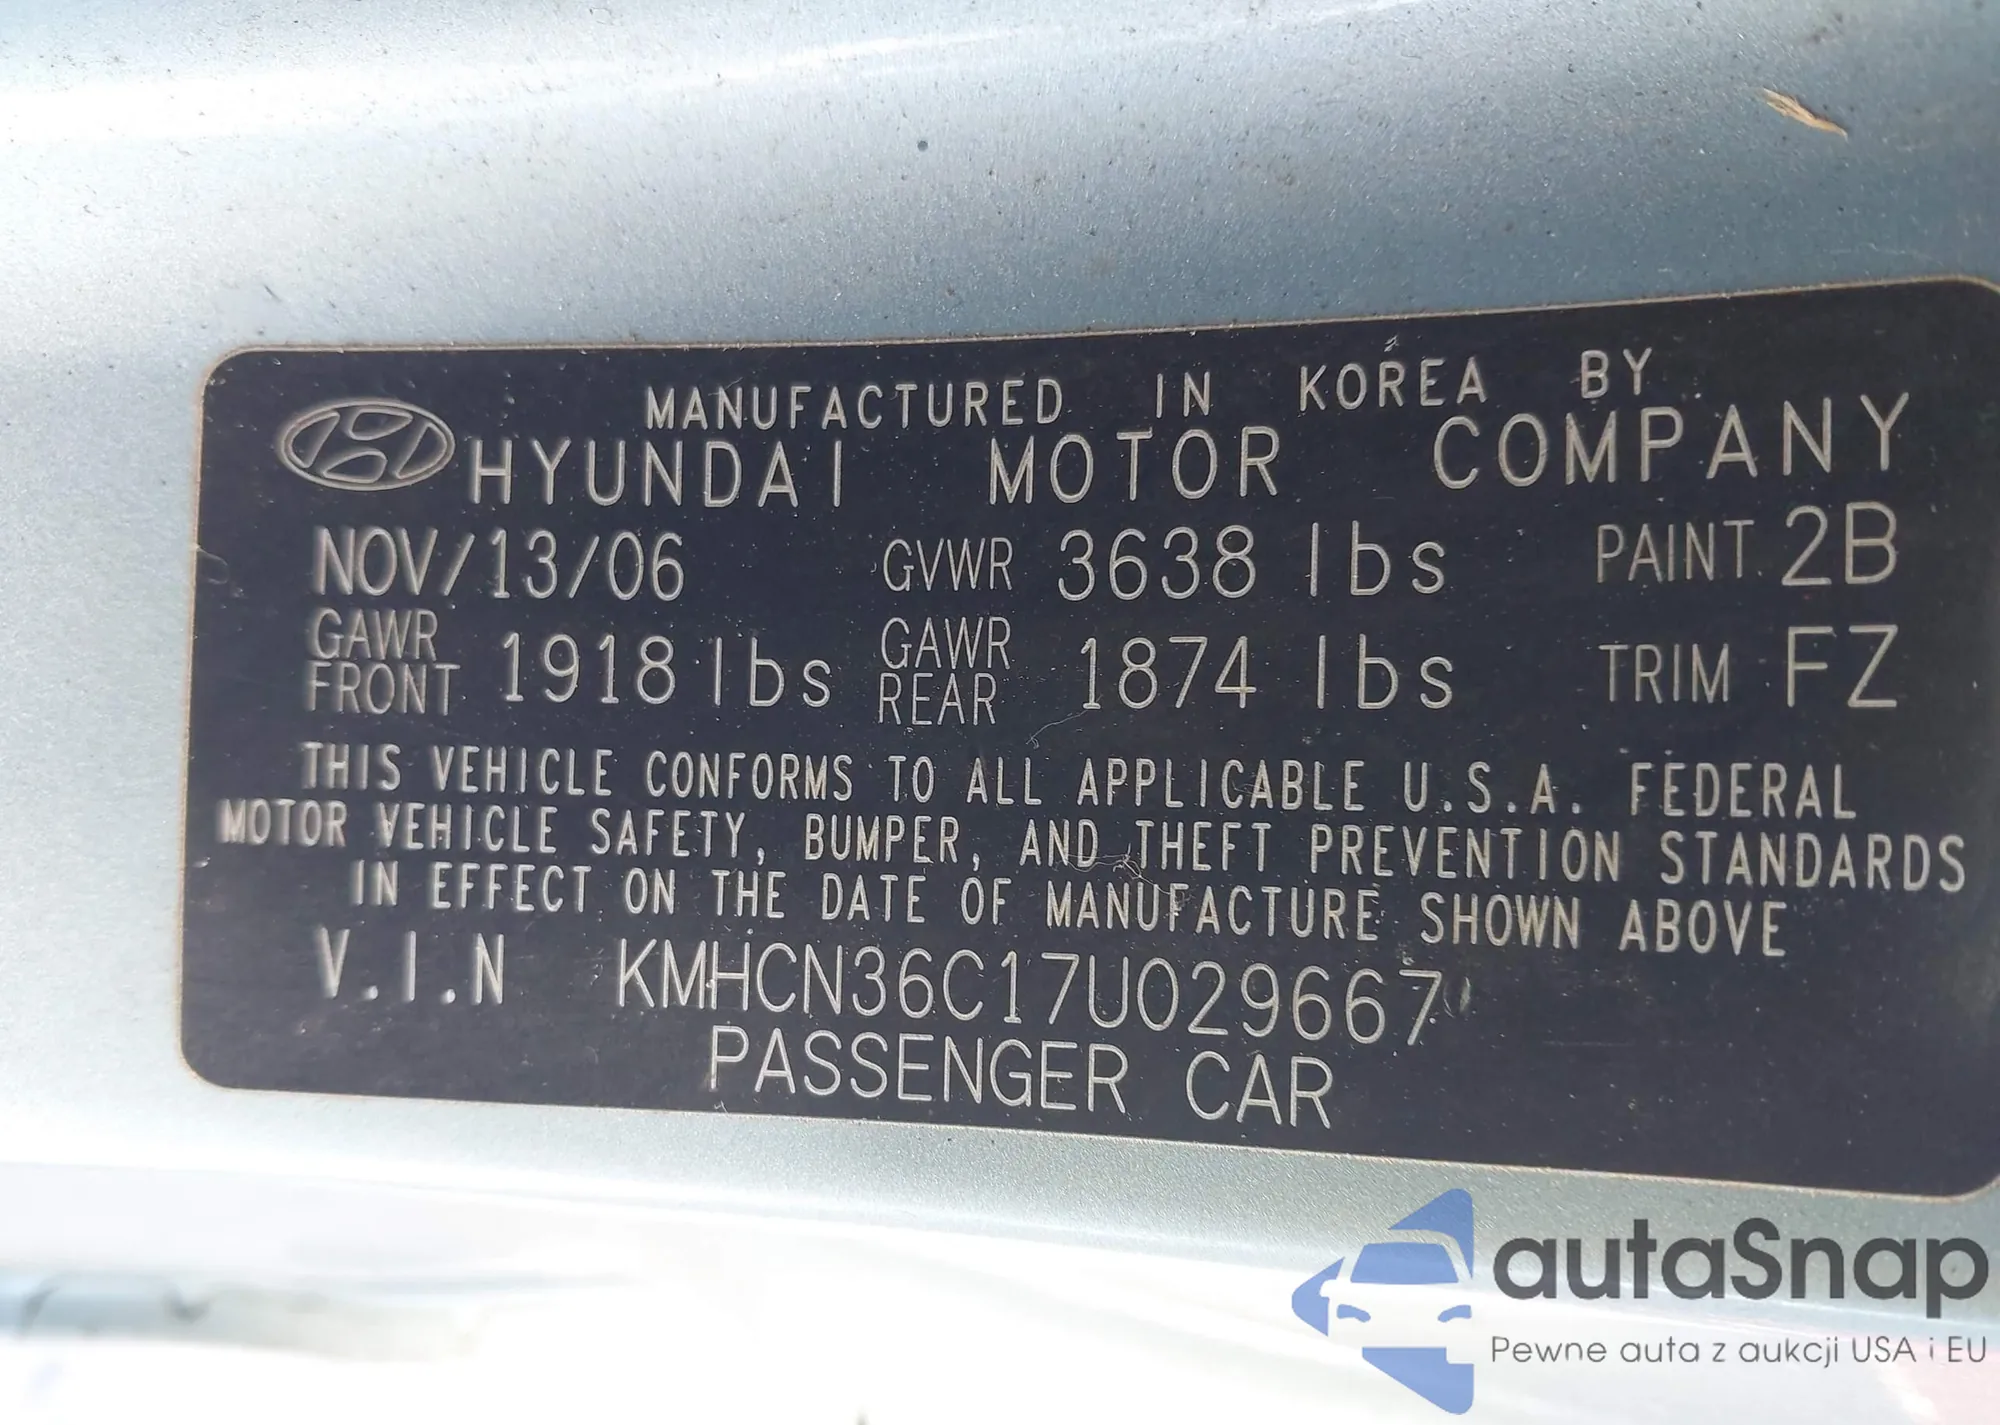 MANUFACTURED IN KOREA BY
HYUNDAI MOTOR COMPANY
NOV/13/06 GVWR 3638 lbs PAINT 2B
GAWR FRONT 1918 lbs GAWR REAR 1874 lbs TRIM FZ
THIS VEHICLE CONFORMS TO ALL APPLICABLE U.S.A. FEDERAL
MOTOR VEHICLE SAFETY, BUMPER, AND THEFT PREVENTION STANDARDS
IN EFFECT ON THE DATE OF MANUFACTURE SHOWN ABOVE
V.I.N KMHCN36C17U029667
PASSENGER CAR
autaSnap
Pewne auta z aukcji USA i EU